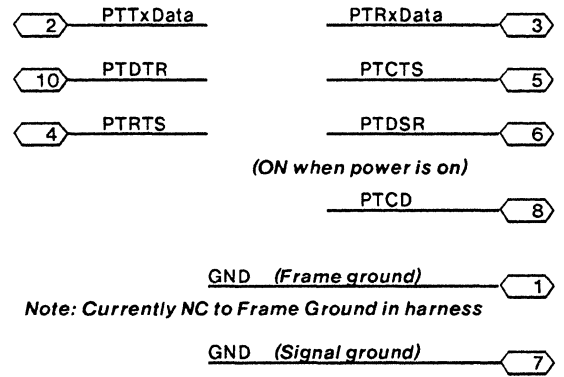 2 PTTxData PTRxData 3
10 PTDTR PTCTS 5
4 PTRTS PTDSR 6
(ON when power is on)
PTCD 8
GND (Frame ground) 1
Note: Currently NC to Frame Ground in harness
GND (Signal ground) 7